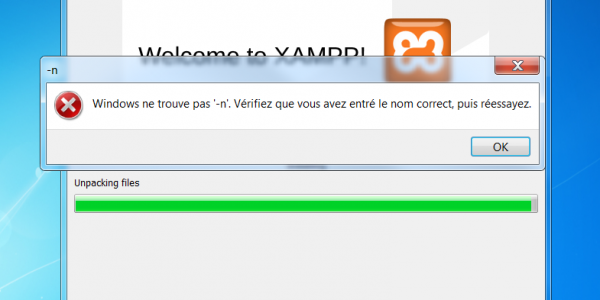 Welcome to XAMPP!
-n
Windows ne trouve pas '-n'. Vérifiez que vous avez entré le nom correct, puis réessayez.
OK
Unpacking files